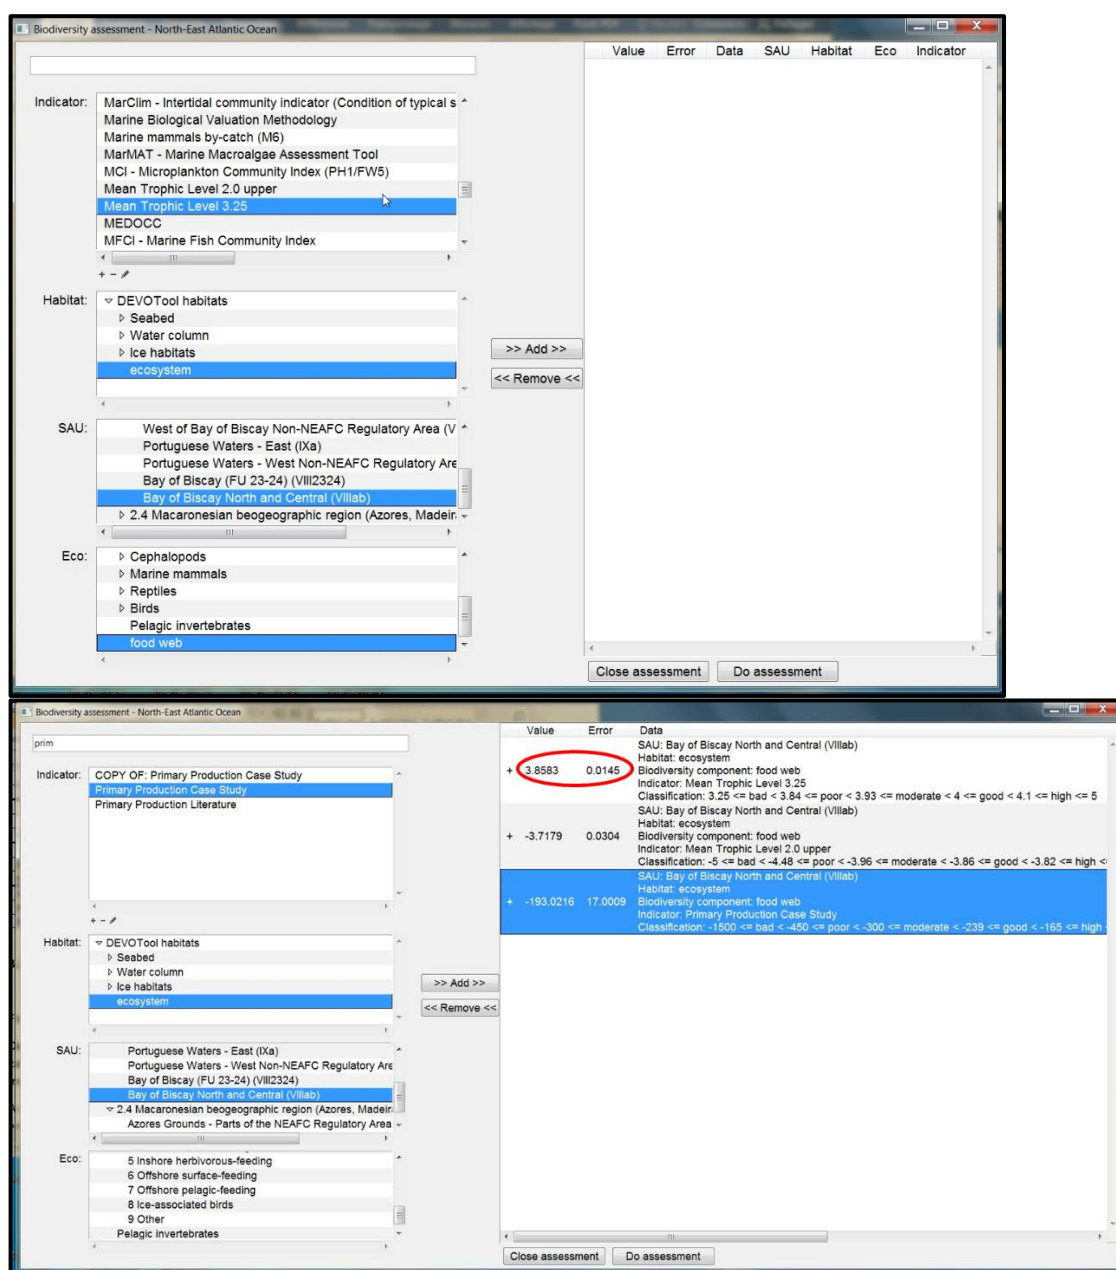 Biodiversity assessment - North-East Atlantic Ocean
Value Error Data SAU Habitat Eco Indicator
Indicator:
MarClim - Intertidal community indicator (Condition of typical s
Marine Biological Valuation Methodology
Marine mammals by-catch (M6)
MarMAT - Marine Macroalgae Assessment Tool
MCI - Microplankton Community Index (PH1/FW5)
Mean Trophic Level 2.0 upper
Mean Trophic Level 3.25
MEDOCC
MFCI - Marine Fish Community Index
Habitat:
DEVOTool habitats
Seabed
Water column
Ice habitats
ecosystem
>> Add >>
<< Remove <<
SAU:
West of Bay of Biscay Non-NEAFC Regulatory Area (V
Portuguese Waters - East (IXa)
Portuguese Waters - West Non-NEAFC Regulatory Are
Bay of Biscay (FU 23-24) (VIII2324)
Bay of Biscay North and Central (VIIIab)
2.4 Macaronesian beogeographic region (Azores, Madeir
Eco:
Cephalopods
Marine mammals
Reptiles
Birds
Pelagic invertebrates
food web
Close assessment Do assessment
Biodiversity assessment - North-East Atlantic Ocean
prim
Indicator:
COPY OF: Primary Production Case Study
Primary Production Case Study
Primary Production Literature
Habitat:
DEVOTool habitats
Seabed
Water column
Ice habitats
ecosystem
>> Add >>
<< Remove <<
SAU:
Portuguese Waters - East (IXa)
Portuguese Waters - West Non-NEAFC Regulatory Are
Bay of Biscay (FU 23-24) (VIII2324)
Bay of Biscay North and Central (VIIIab)
2.4 Macaronesian beogeographic region (Azores, Madeir
Azores Grounds - Parts of the NEAFC Regulatory Area
Eco:
5 Inshore herbivorous-feeding
6 Offshore surface-feeding
7 Offshore pelagic-feeding
8 Ice-associated birds
9 Other
Pelagic invertebrates
Value Error Data
SAU: Bay of Biscay North and Central (VIIIab)
Habitat: ecosystem
+ 3.8583 0.0145 Biodiversity component: food web
Indicator: Mean Trophic Level 3.25
Classification: 3.25 <= bad < 3.84 <= poor < 3.93 <= moderate < 4 <= good < 4.1 <= high <= 5
SAU: Bay of Biscay North and Central (VIIIab)
Habitat: ecosystem
+ -3.7179 0.0304 Biodiversity component: food web
Indicator: Mean Trophic Level 2.0 upper
Classification: -5 <= bad < -4.48 <= poor < -3.96 <= moderate < -3.86 <= good < -3.82 <= high <
SAU: Bay of Biscay North and Central (VIIIab)
Habitat: ecosystem
+ -193.0216 17.0009 Biodiversity component: food web
Indicator: Primary Production Case Study
Classification: -1500 <= bad < -450 <= poor < -300 <= moderate < -239 <= good < -165 <= high
Close assessment Do assessment